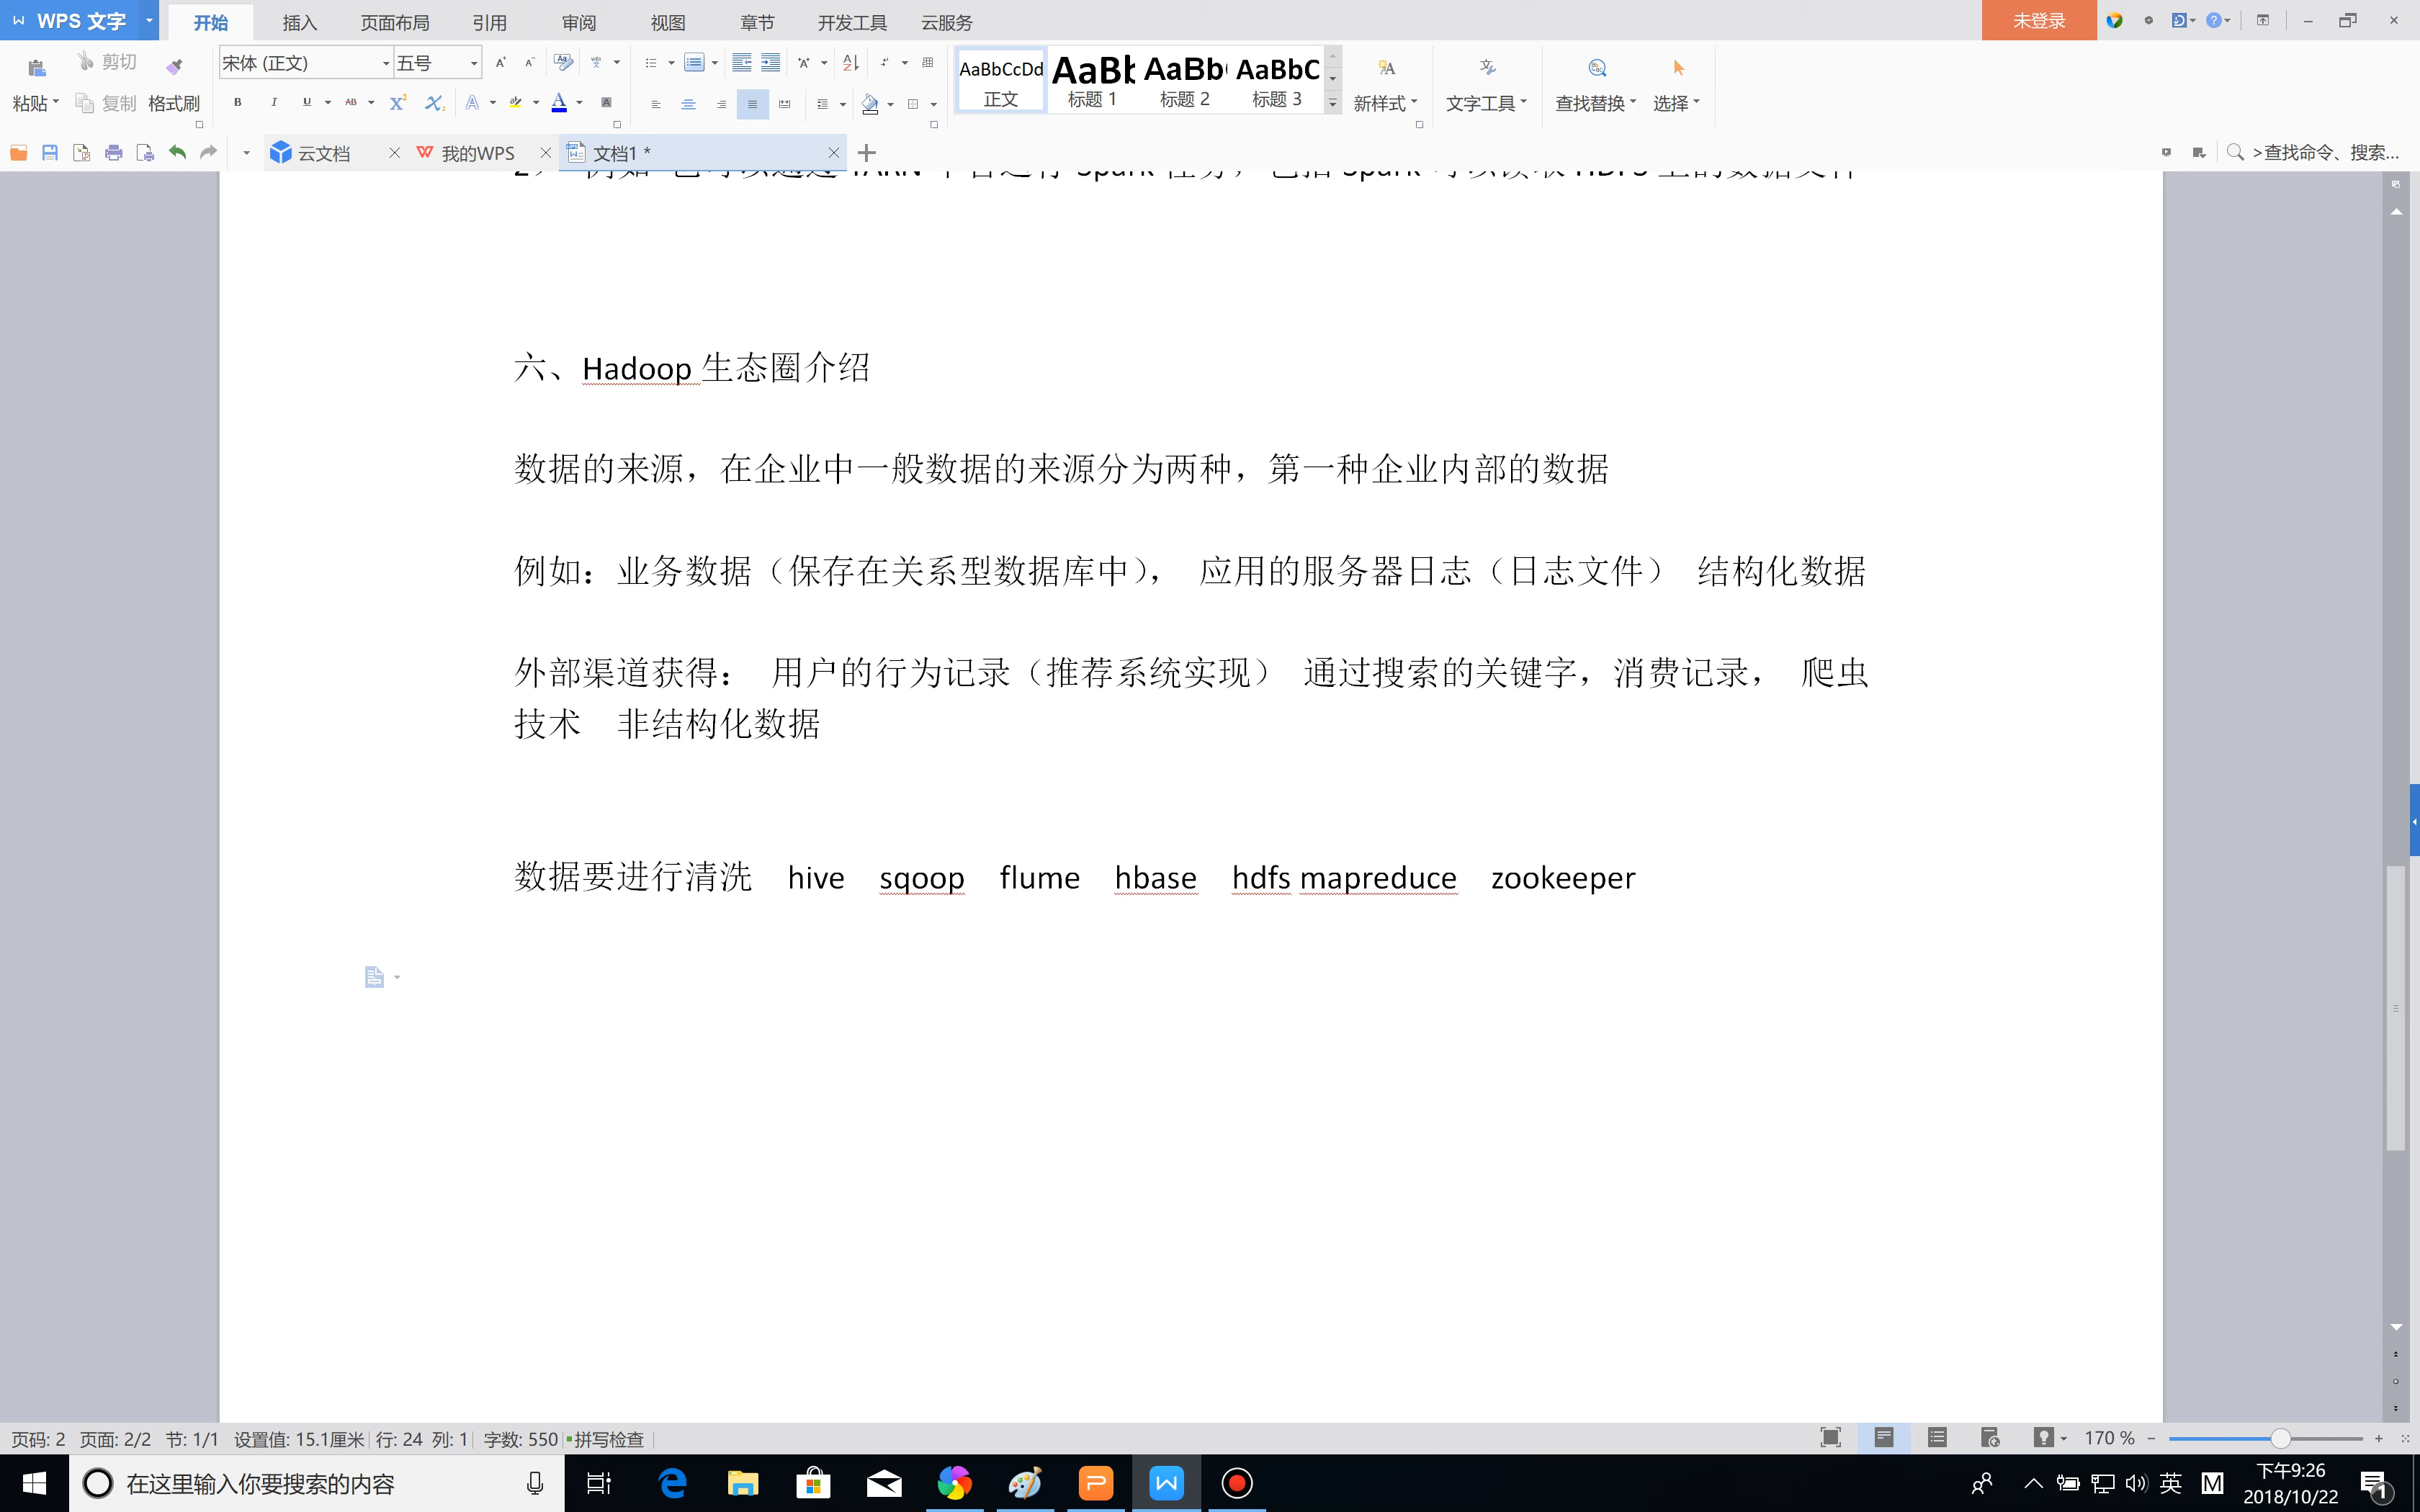 WPS 文字
开始 插入 页面布局 引用 审阅 视图 章节 开发工具 云服务 未登录
剪切 宋体 (正文) 五号 AaBbCcDd AaBb AaBb AaBbC
粘贴 复制 格式刷 正文 标题 1 标题 2 标题 3 新样式 文字工具 查找替换 选择
云文档 我的WPS 文档1 * >查找命令、搜索...
六、Hadoop 生态圈介绍
数据的来源，在企业中一般数据的来源分为两种，第一种企业内部的数据
例如：业务数据（保存在关系型数据库中）， 应用的服务器日志（日志文件） 结构化数据
外部渠道获得： 用户的行为记录（推荐系统实现） 通过搜索的关键字，消费记录， 爬虫
技术 非结构化数据
数据要进行清洗 hive sqoop flume hbase hdfs mapreduce zookeeper
页码: 2 页面: 2/2 节: 1/1 设置值: 15.1厘米 行: 24 列: 1 字数: 550 拼写检查 170 %
在这里输入你要搜索的内容 英 M 下午9:26
2018/10/22 1